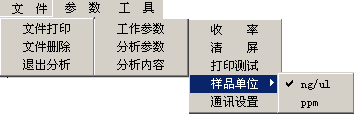 文 件 参 数 工 具
文件打印 工作参数 收 率
文件删除 分析参数 清 屏
退出分析 分析内容 打印测试
样品单位 ✓ ng/ul
通讯设置 ppm